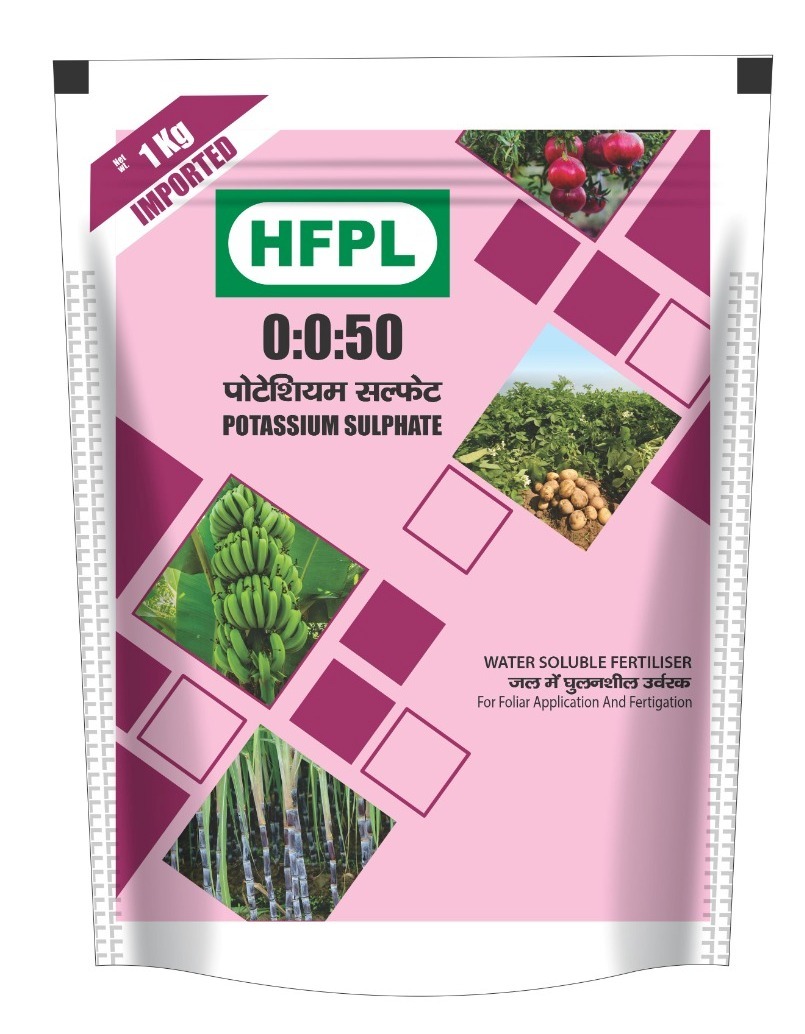 Net wt. 1 Kg
IMPORTED
HFPL
0:0:50
पोटेशियम सल्फेट
POTASSIUM SULPHATE
WATER SOLUBLE FERTILISER
जल में घुलनशील उर्वरक
For Foliar Application And Fertigation